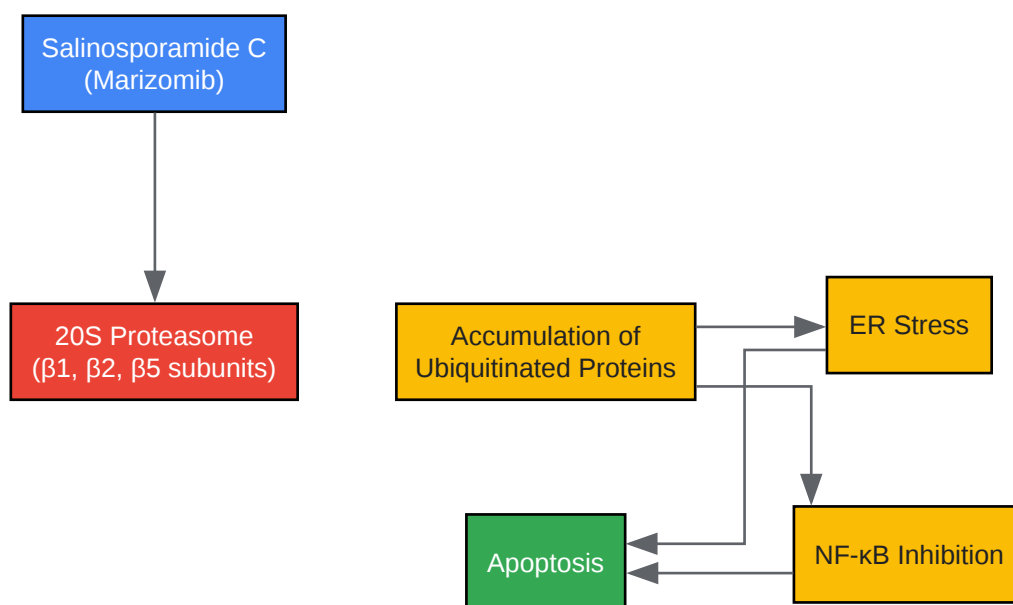 Salinosporamide C
(Marizomib)
20S Proteasome
(β1, β2, β5 subunits)
Accumulation of
Ubiquitinated Proteins
ER Stress
NF-κB Inhibition
Apoptosis